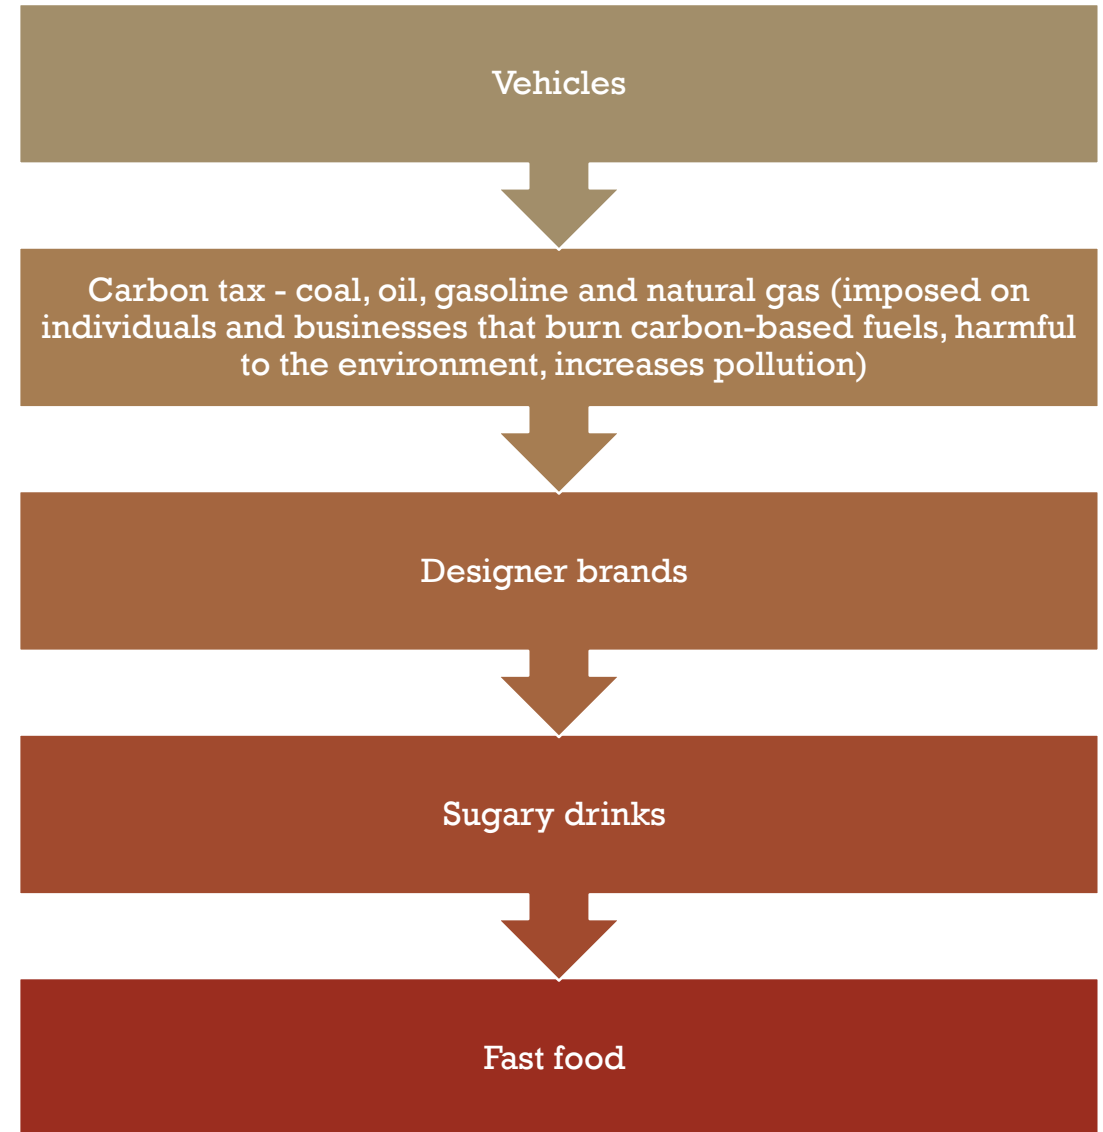 Vehicles
Carbon tax - coal, oil, gasoline and natural gas (imposed on
individuals and businesses that burn carbon-based fuels, harmful
to the environment, increases pollution)
Designer brands
Sugary drinks
Fast food